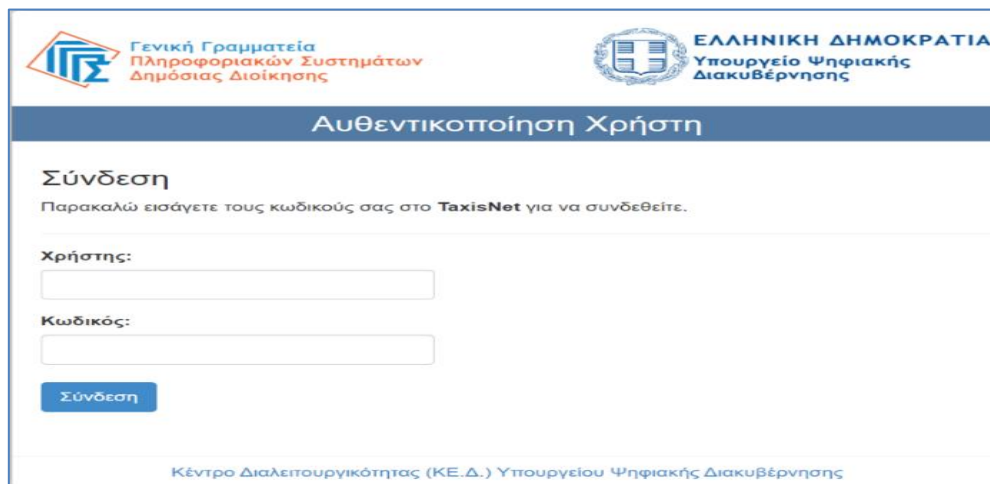 Γενική Γραμματεία
Πληροφοριακών Συστημάτων
Δημόσιας Διοίκησης
ΕΛΛΗΝΙΚΗ ΔΗΜΟΚΡΑΤΙΑ
Υπουργείο Ψηφιακής
Διακυβέρνησης
Αυθεντικοποίηση Χρήστη
Σύνδεση
Παρακαλώ εισάγετε τους κωδικούς σας στο TaxisNet για να συνδεθείτε.
Χρήστης:
Κωδικός:
Σύνδεση
Κέντρο Διαλειτουργικότητας (ΚΕ.Δ.) Υπουργείου Ψηφιακής Διακυβέρνησης